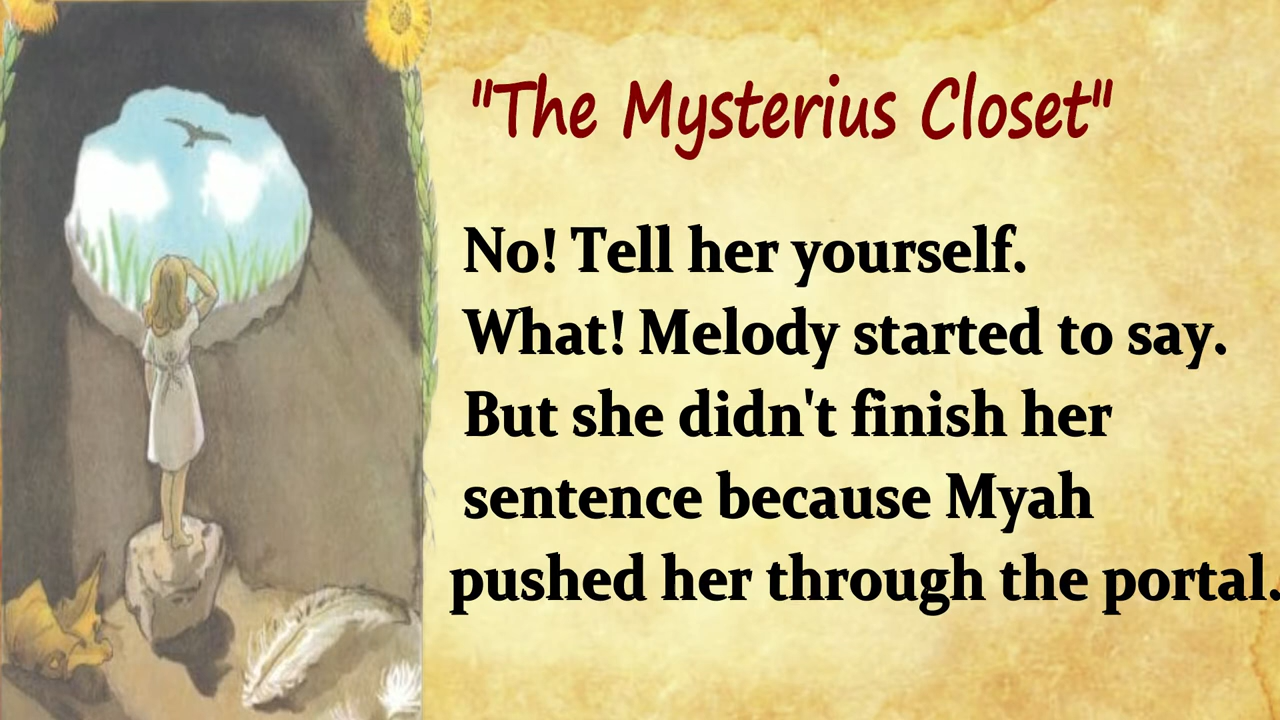 "The Mysterius Closet"
No! Tell her yourself.
What! Melody started to say.
But she didn't finish her
sentence because Myah
pushed her through the portal.